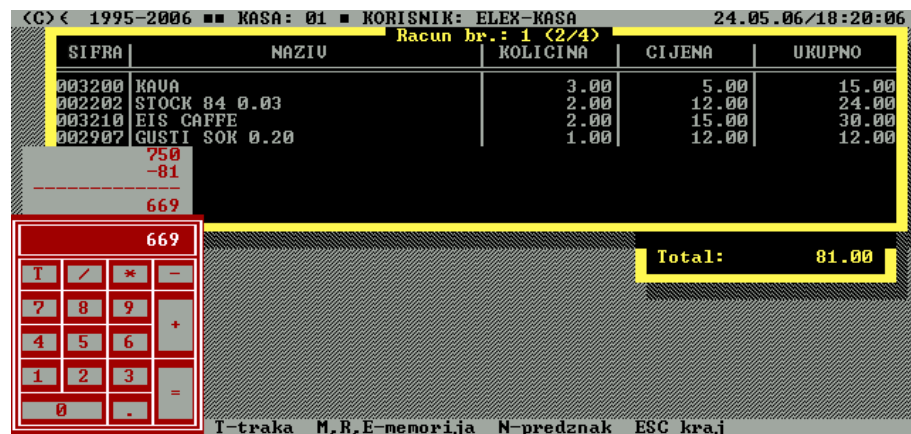 (C)< 1995-2006 ■■ KASA: 01 ■ KORISNIK: ELEX-KASA 24.05.06/18:20:06
Racun br.: 1 (2/4)
SIFRA NAZIV KOLICINA CIJENA UKUPNO
003200 KAVA 3.00 5.00 15.00
002202 STOCK 84 0.03 2.00 12.00 24.00
003210 EIS CAFFE 2.00 15.00 30.00
002907 GUSTI SOK 0.20 1.00 12.00 12.00
750
-81
669
669
Total: 81.00
T / * -
7 8 9
+
4 5 6
1 2 3
=
0 .
T-traka M,R,E-memorija N-predznak ESC kraj